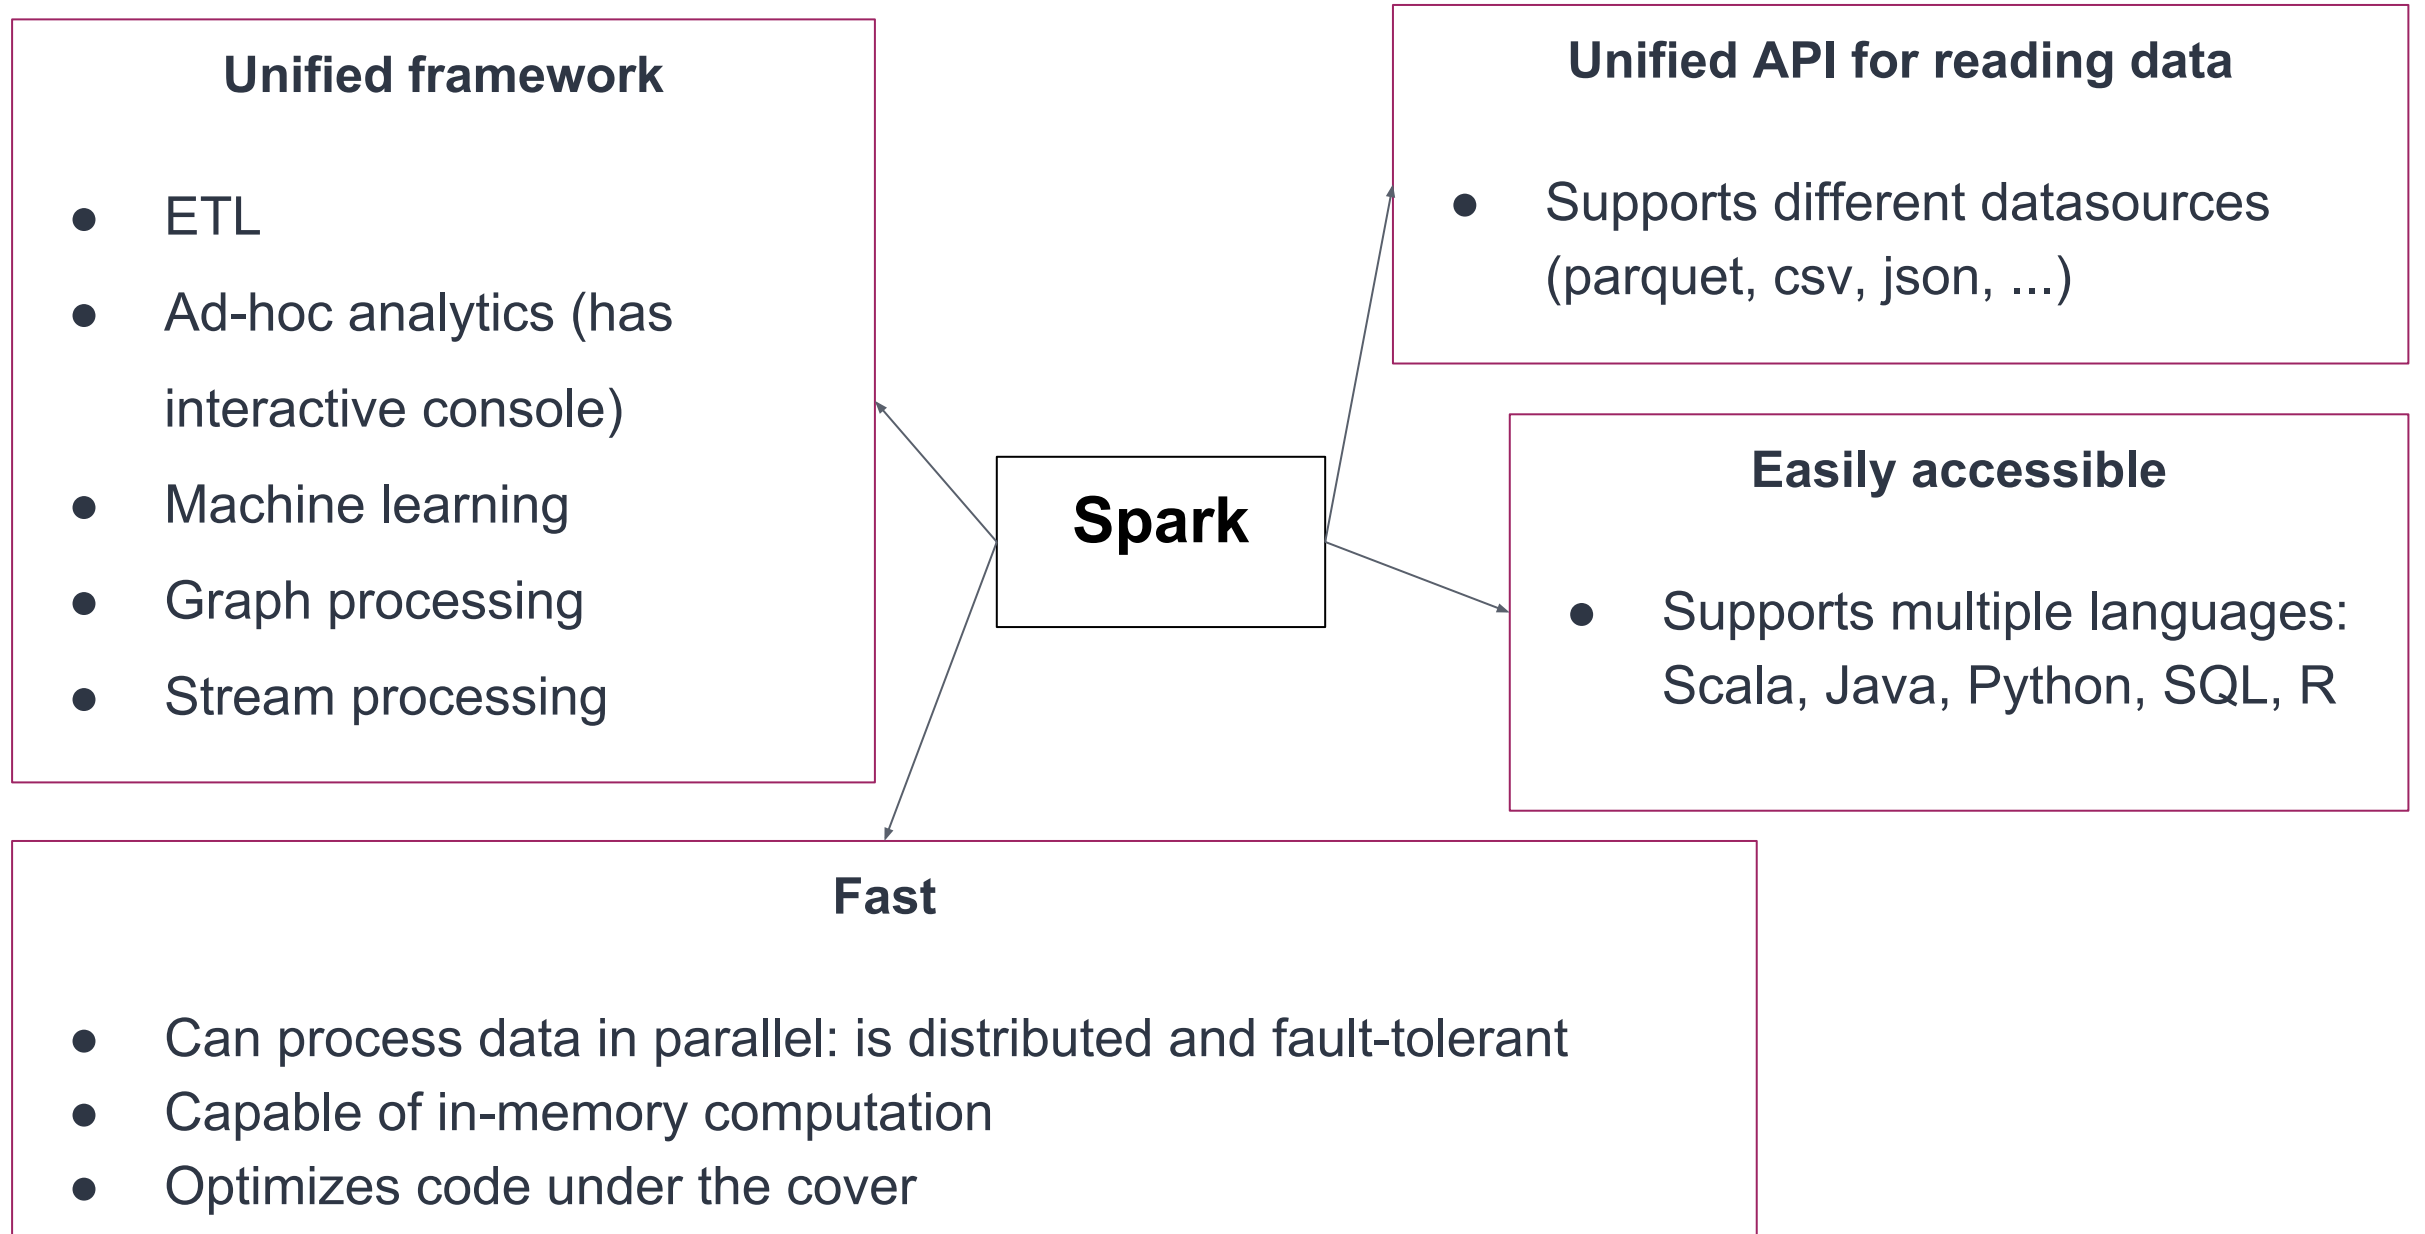 Unified framework
● ETL
● Ad-hoc analytics (has
interactive console)
● Machine learning
● Graph processing
● Stream processing
Unified API for reading data
● Supports different datasources
(parquet, csv, json, ...)
Spark
Easily accessible
● Supports multiple languages:
Scala, Java, Python, SQL, R
Fast
● Can process data in parallel: is distributed and fault-tolerant
● Capable of in-memory computation
● Optimizes code under the cover